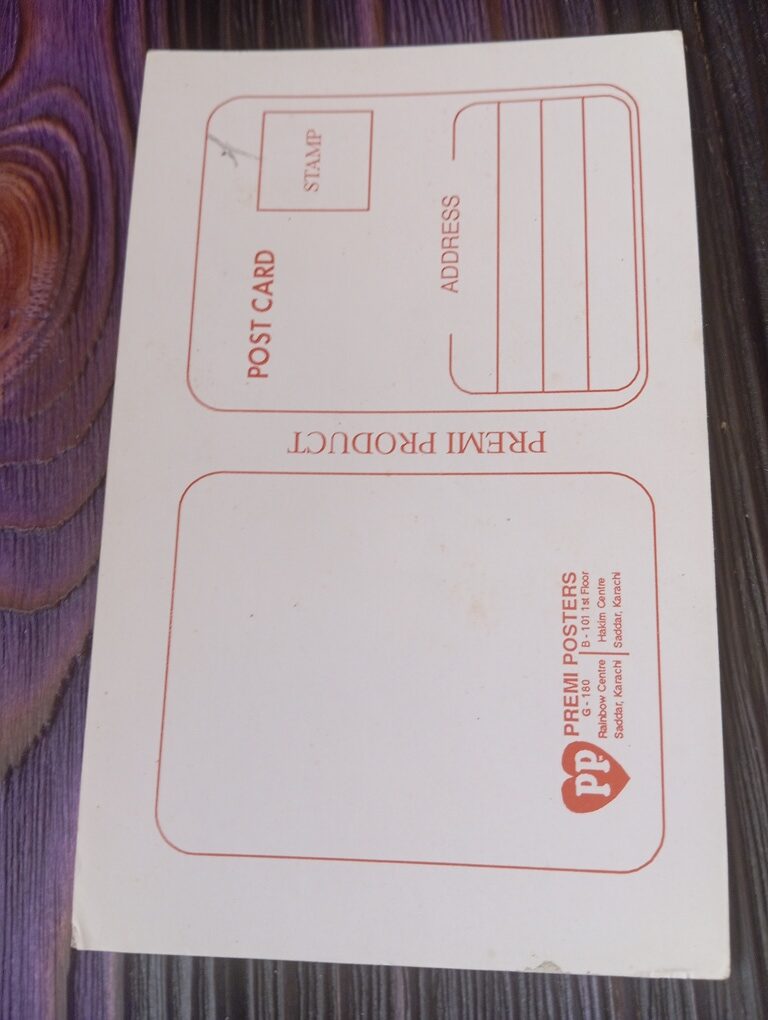 POST CARD
STAMP
ADDRESS
PREMI PRODUCT
PP
PREMI POSTERS
G - 180
Rainbow Centre
Saddar, Karachi
B - 101 1st Floor
Hakim Centre
Saddar, Karachi